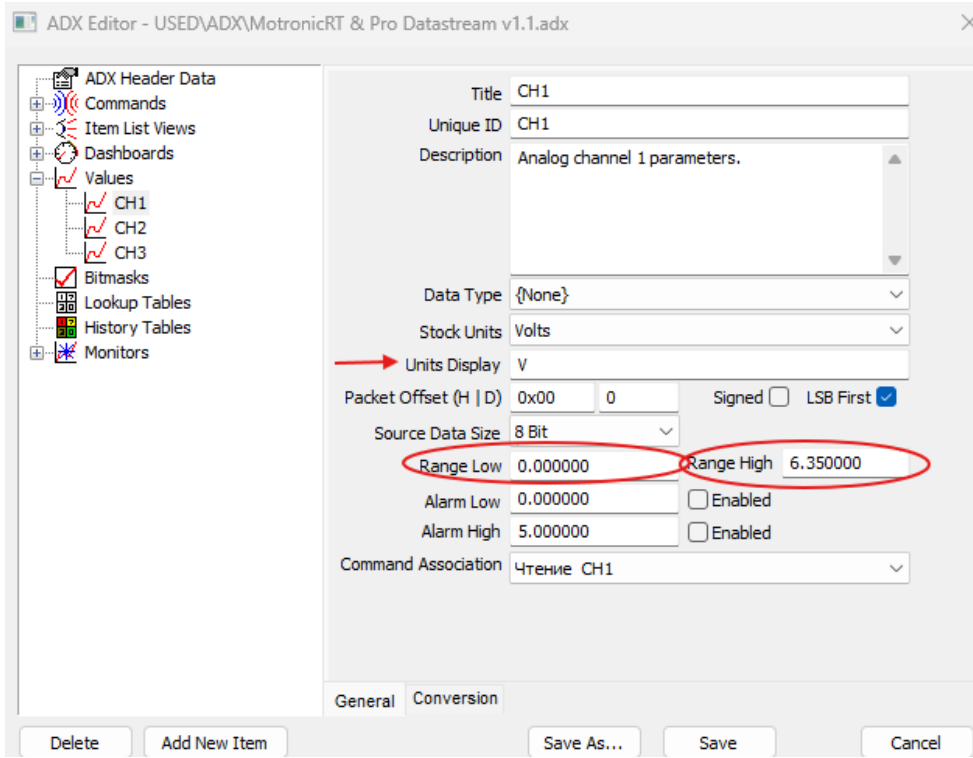 ADX Editor - USED\ADX\MotronicRT & Pro Datastream v1.1.adx
ADX Header Data
Commands
Item List Views
Dashboards
Values
CH1
CH2
CH3
Bitmasks
Lookup Tables
History Tables
Monitors
Title CH1
Unique ID CH1
Description Analog channel 1 parameters.
Data Type {None}
Stock Units Volts
Units Display V
Packet Offset (H | D) 0x00 0 Signed LSB First
Source Data Size 8 Bit
Range Low 0.000000 Range High 6.350000
Alarm Low 0.000000 Enabled
Alarm High 5.000000 Enabled
Command Association Чтение CH1
General Conversion
Delete Add New Item Save As... Save Cancel